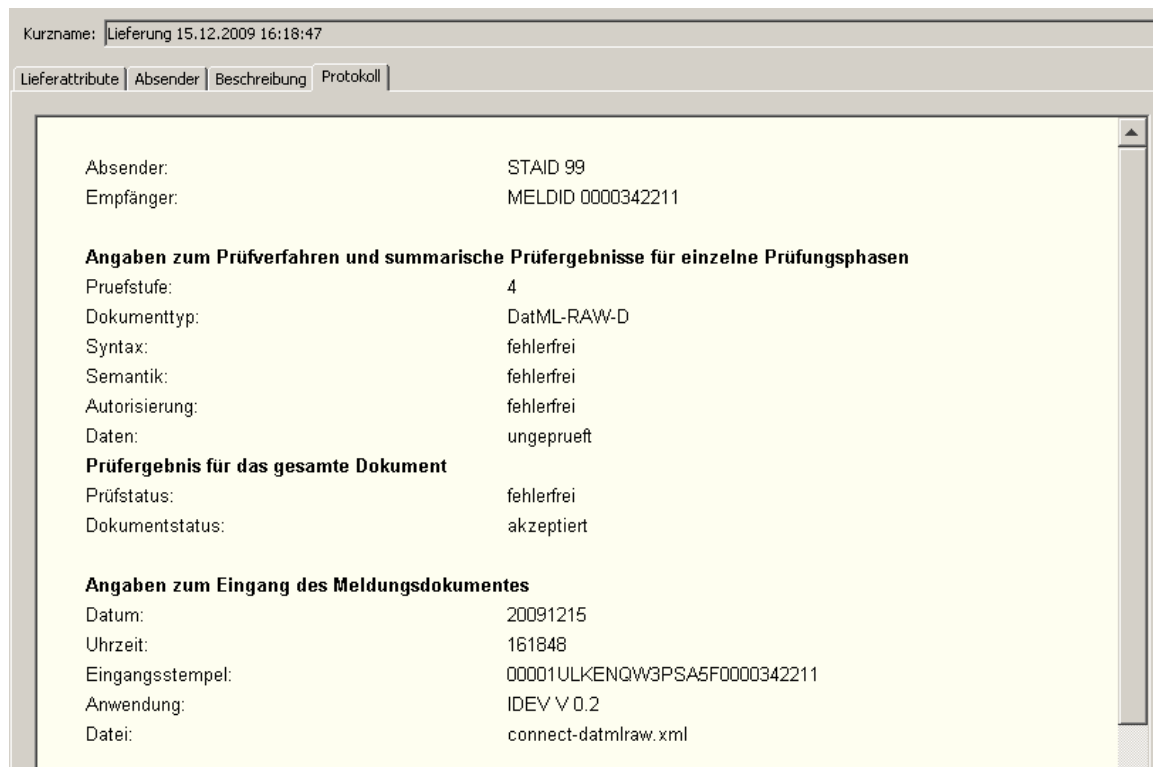 Kurzname: Lieferung 15.12.2009 16:18:47
Lieferattribute Absender Beschreibung Protokoll
Absender: STAID 99
Empfänger: MELDID 0000342211
Angaben zum Prüfverfahren und summarische Prüfergebnisse für einzelne Prüfungsphasen
Pruefstufe: 4
Dokumenttyp: DatML-RAW-D
Syntax: fehlerfrei
Semantik: fehlerfrei
Autorisierung: fehlerfrei
Daten: ungeprueft
Prüfergebnis für das gesamte Dokument
Prüfstatus: fehlerfrei
Dokumentstatus: akzeptiert
Angaben zum Eingang des Meldungsdokumentes
Datum: 20091215
Uhrzeit: 161848
Eingangsstempel: 00001ULKENQW3PSA5F0000342211
Anwendung: IDEV V 0.2
Datei: connect-datmlraw.xml